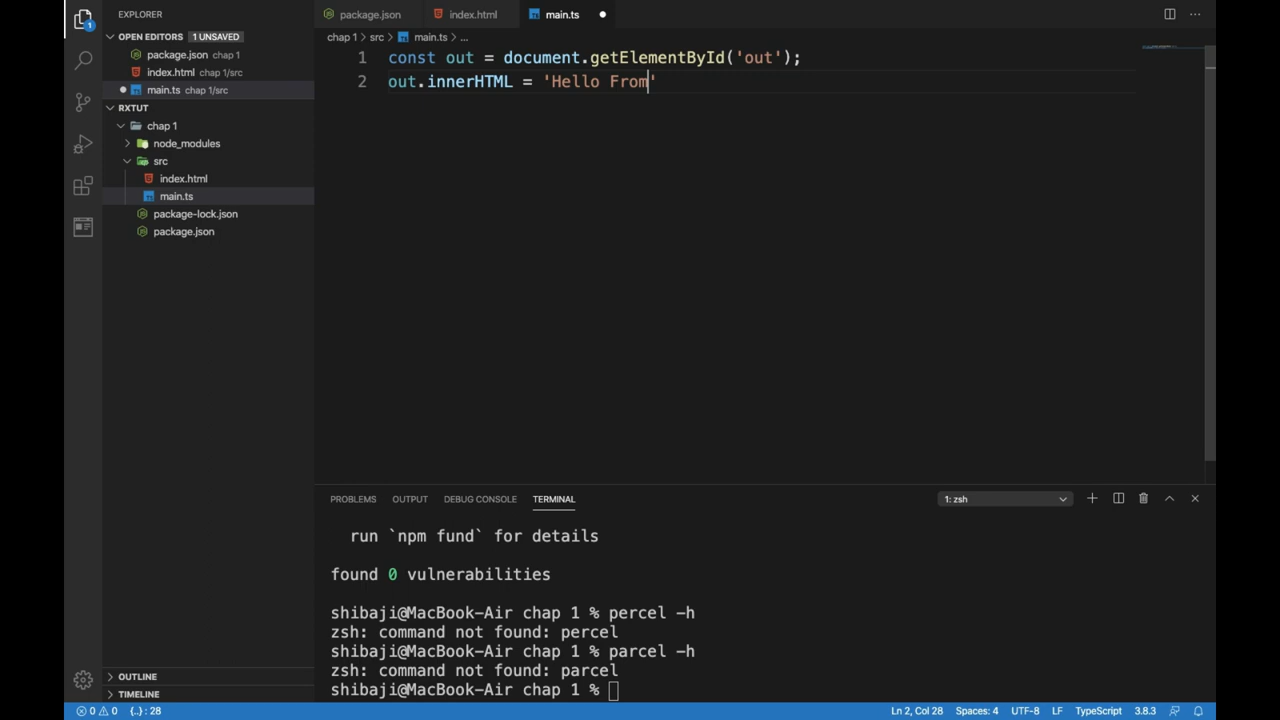 EXPLORER
package.json
index.html
main.ts
1
OPEN EDITORS 1 UNSAVED
chap 1 > src > main.ts > ...
package.json chap 1
1 const out = document.getElementById('out');
index.html chap 1/src
2 out.innerHTML = 'Hello From'
main.ts chap 1/src
RXTUT
chap 1
node_modules
src
index.html
main.ts
package-lock.json
package.json
PROBLEMS OUTPUT DEBUG CONSOLE TERMINAL 1: zsh
run `npm fund` for details
found 0 vulnerabilities
shibaji@MacBook-Air chap 1 % percel -h
zsh: command not found: percel
shibaji@MacBook-Air chap 1 % parcel -h
zsh: command not found: parcel
shibaji@MacBook-Air chap 1 %
OUTLINE
TIMELINE
0 0 {..} : 28 Ln 2, Col 28 Spaces: 4 UTF-8 LF TypeScript 3.8.3